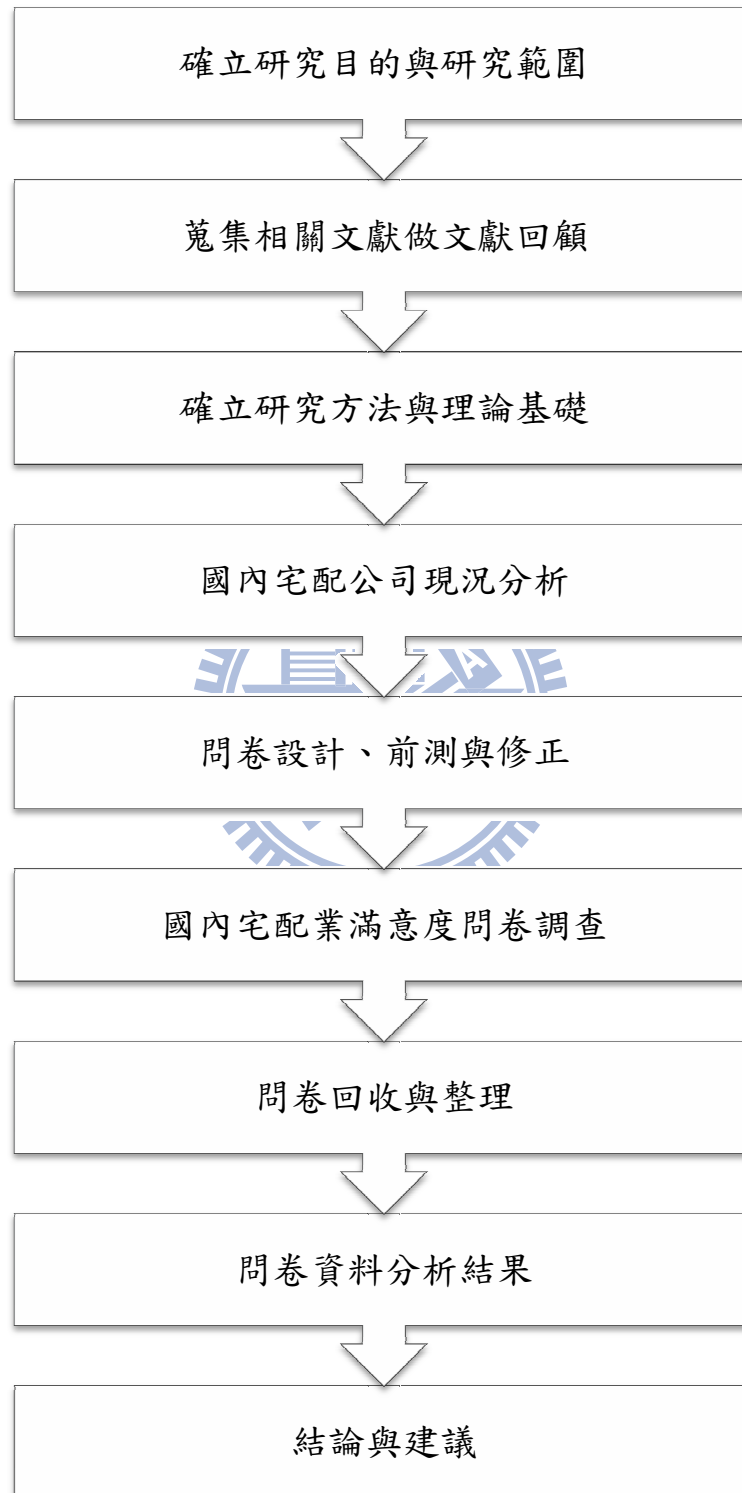 確立研究目的與研究範圍
蒐集相關文獻做文獻回顧
確立研究方法與理論基礎
國內宅配公司現況分析
問卷設計、前測與修正
國內宅配業滿意度問卷調查
問卷回收與整理
問卷資料分析結果
結論與建議